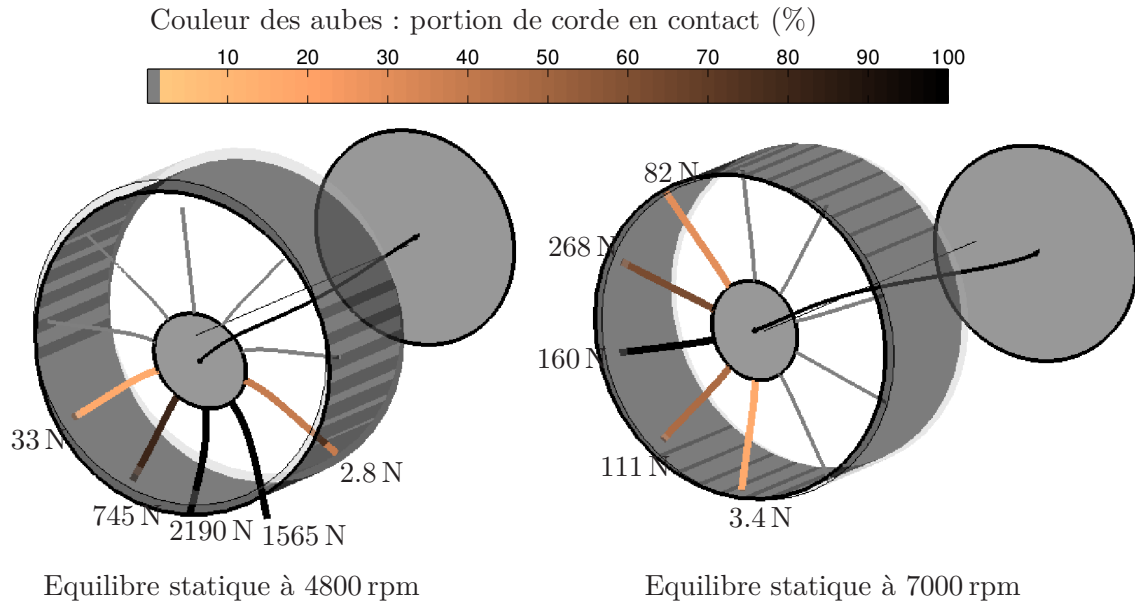 Couleur des aubes : portion de corde en contact (%)
10 20 30 40 50 60 70 80 90 100
82 N
268 N
160 N
111 N
3.4 N
33 N
745 N
2190 N
1565 N
2.8 N
Equilibre statique à 4800 rpm
Equilibre statique à 7000 rpm